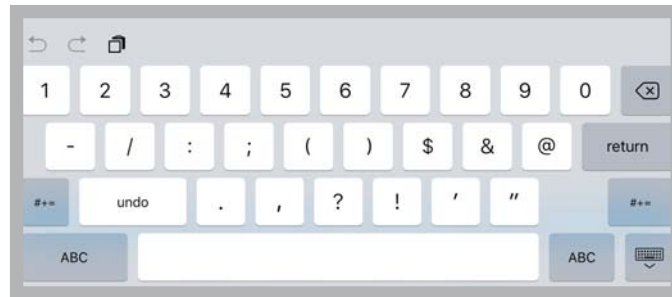 1 2 3 4 5 6 7 8 9 0
- / : ; ( ) $ & @ return
#+= undo . , ? ! ' " #+=
ABC ABC